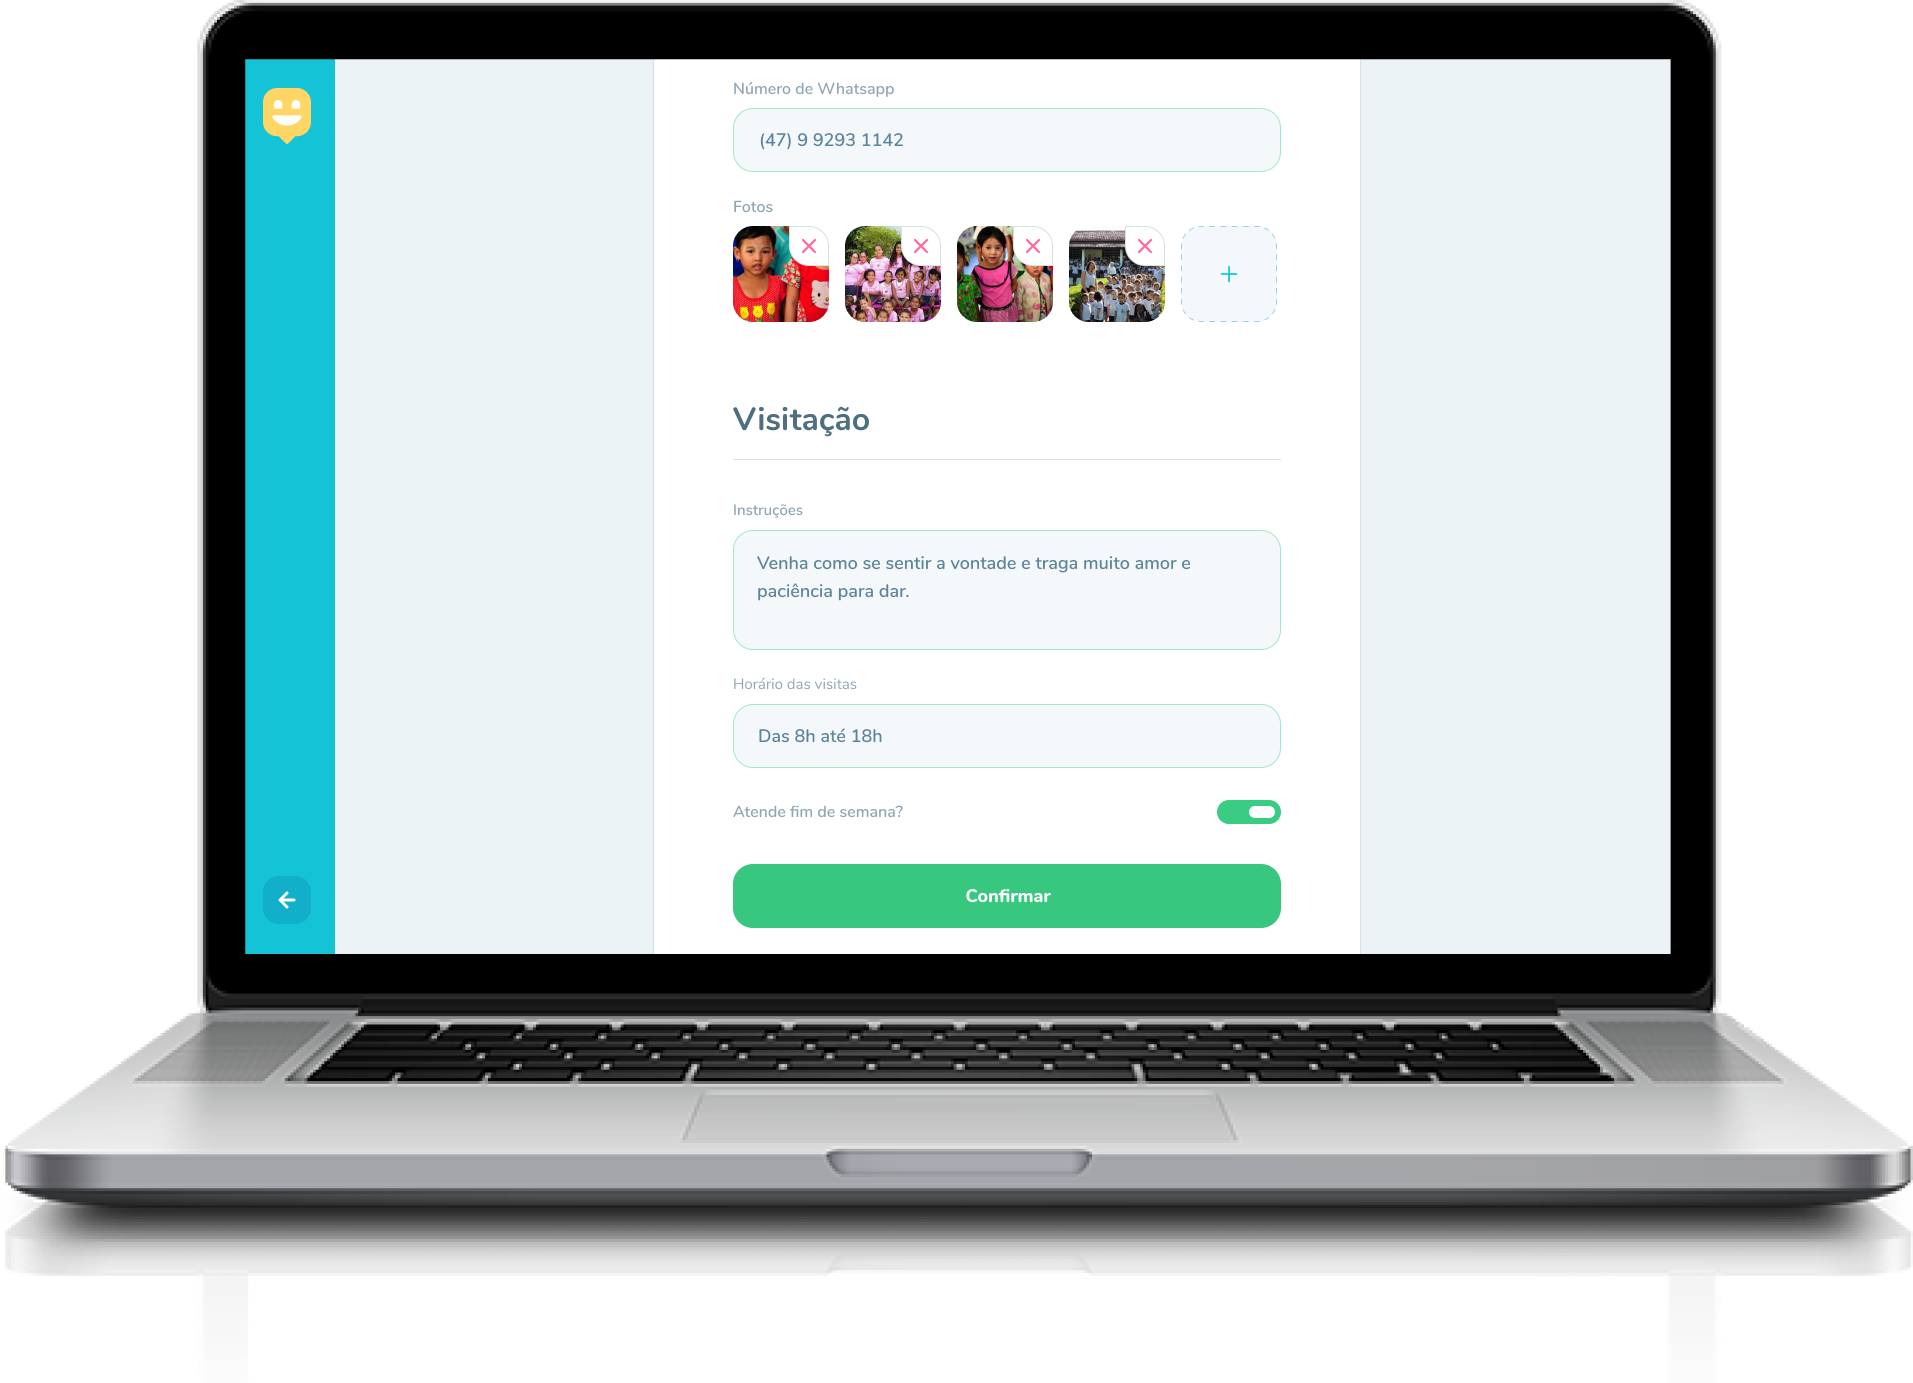 Número de Whatsapp
(47) 9 9293 1142
Fotos
Visitação
Instruções
Venha como se sentir a vontade e traga muito amor e
paciência para dar.
Horário das visitas
Das 8h até 18h
Atende fim de semana?
Confirmar